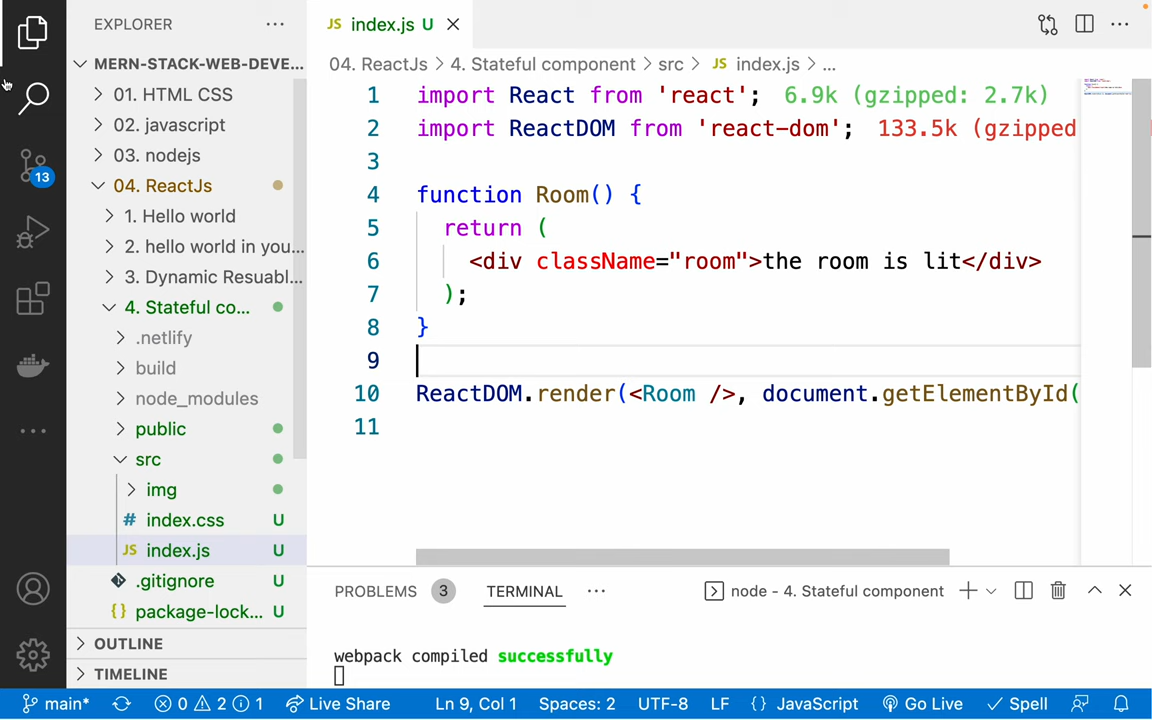 EXPLORER
MERN-STACK-WEB-DEVE...
01. HTML CSS
02. javascript
03. nodejs
04. ReactJs
1. Hello world
2. hello world in you...
3. Dynamic Resuabl...
4. Stateful co...
.netlify
build
node_modules
public
src
img
# index.css U
JS index.js U
.gitignore U
{} package-lock... U
OUTLINE
TIMELINE
13
JS index.js U
04. ReactJs > 4. Stateful component > src > JS index.js > ...
1 import React from 'react'; 6.9k (gzipped: 2.7k)
2 import ReactDOM from 'react-dom'; 133.5k (gzipped
3
4 function Room() {
5 return (
6 <div className="room">the room is lit</div>
7 );
8 }
9
10 ReactDOM.render(<Room />, document.getElementById(
11
PROBLEMS 3 TERMINAL ... node - 4. Stateful component
webpack compiled successfully
main* 0 2 1 Live Share Ln 9, Col 1 Spaces: 2 UTF-8 LF {} JavaScript Go Live Spell